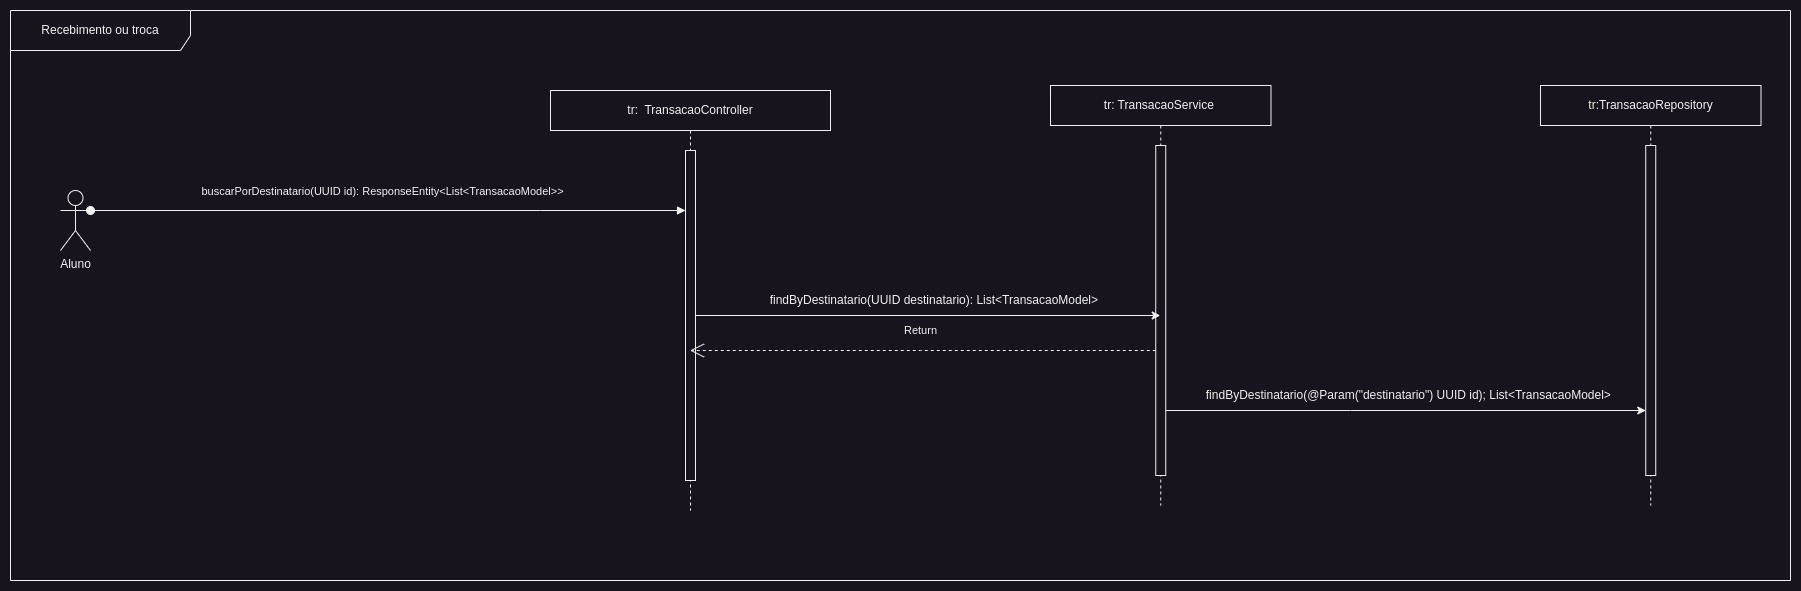 Recebimento ou troca
tr:  TransacaoController
tr: TransacaoService
tr:TransacaoRepository
buscarPorDestinatario(UUID id): ResponseEntity<List<TransacaoModel>>
Aluno
findByDestinatario(UUID destinatario): List<TransacaoModel>
Return
findByDestinatario(@Param("destinatario") UUID id); List<TransacaoModel>